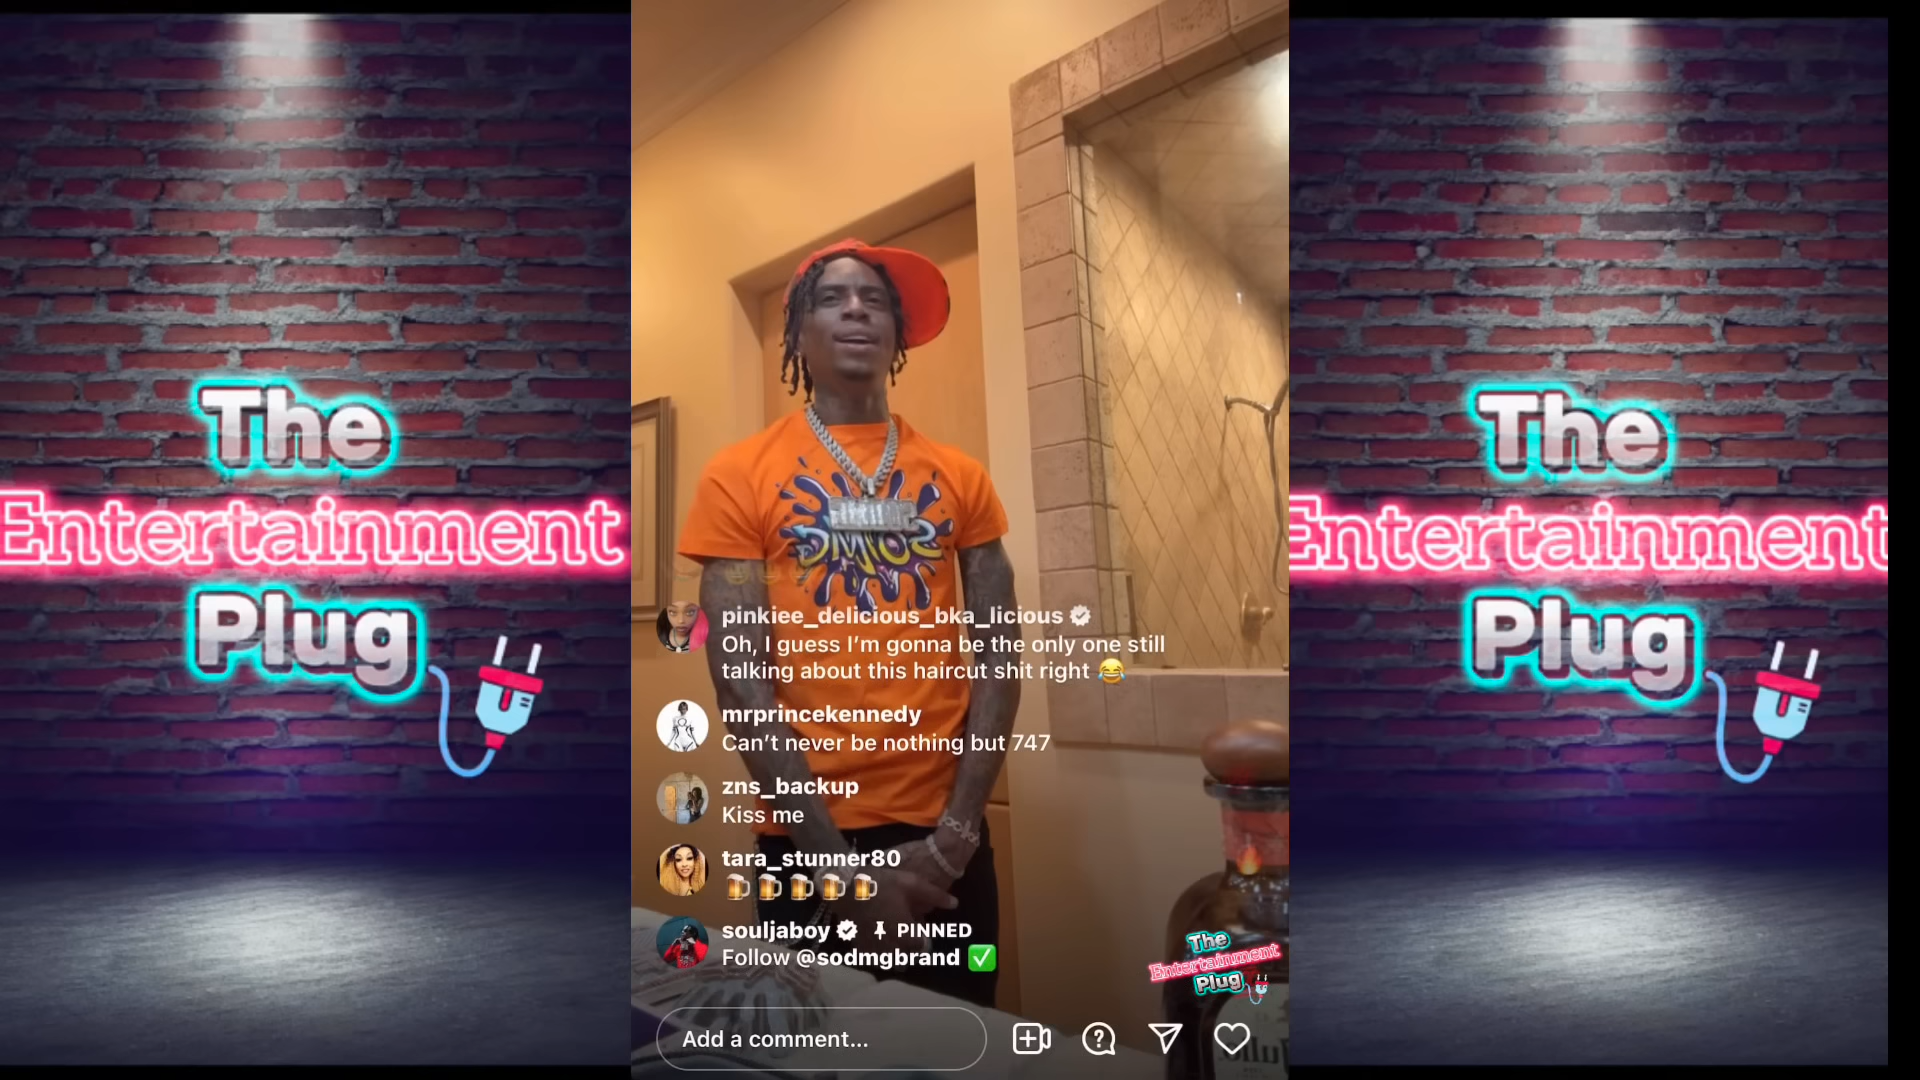 The
Entertainment
Plug
SODMG
pinkiee_delicious_bka_licious
Oh, I guess I'm gonna be the only one still
talking about this haircut shit right 😂
mrprincekennedy
Can't never be nothing but 747
zns_backup
Kiss me
tara_stunner80
🍺🍺🍺🍺🍺
souljaboy PINNED
Follow @sodmgbrand ✅
Add a comment...
The
Entertainment
Plug
The
Entertainment
Plug